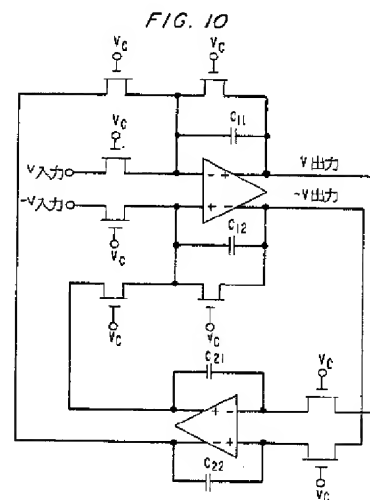 FIG. 10
Vc Vc
Vc
C11
V入力
-V入力
V出力
-V出力
- +
+ -
Vc
C12
Vc Vc
C21
Vc
+ -
- +
C22
Vc